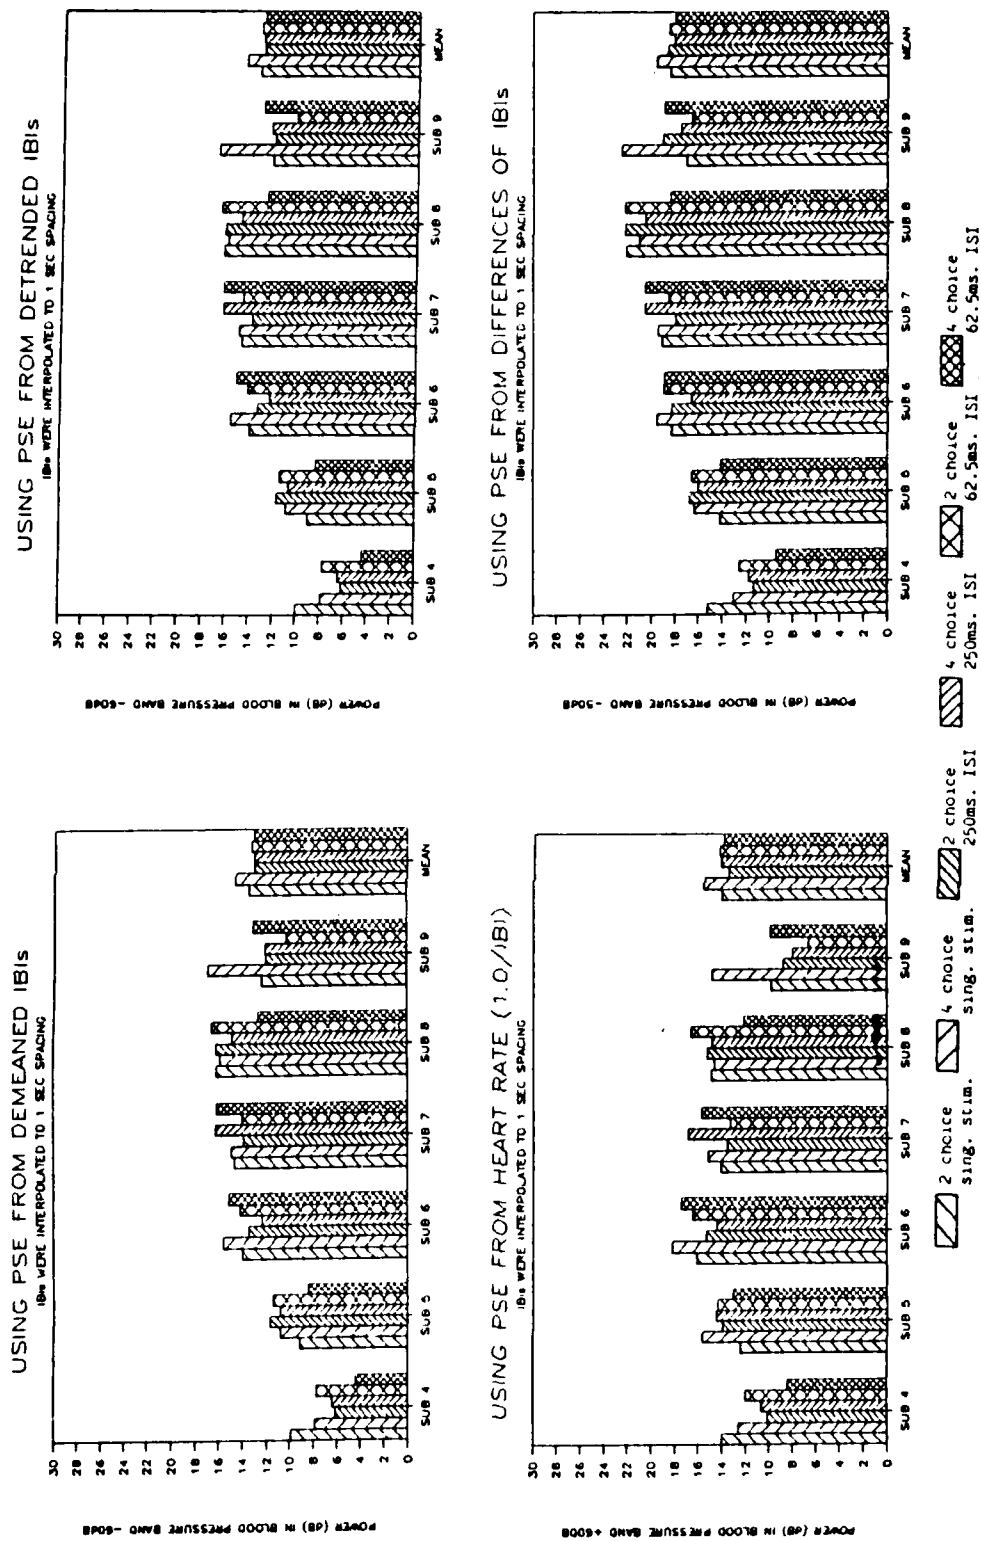 USING PSE FROM DEMEANED IBIs
IBIs WERE INTERPOLATED TO 1 SEC SPACING
POWER (dB) IN BLOOD PRESSURE BAND -60dB
30
28
26
24
22
20
18
16
14
12
10
8
6
4
2
0
SUB 4
SUB 5
SUB 6
SUB 7
SUB 8
SUB 9
MEAN
USING PSE FROM DETRENDED IBIs
IBIs WERE INTERPOLATED TO 1 SEC SPACING
POWER (dB) IN BLOOD PRESSURE BAND -60dB
30
28
26
24
22
20
18
16
14
12
10
8
6
4
2
0
SUB 4
SUB 5
SUB 6
SUB 7
SUB 8
SUB 9
MEAN
USING PSE FROM HEART RATE (1.0/IBI)
IBIs WERE INTERPOLATED TO 1 SEC SPACING
POWER (dB) IN BLOOD PRESSURE BAND +60dB
30
28
26
24
22
20
18
16
14
12
10
8
6
4
2
0
SUB 4
SUB 5
SUB 6
SUB 7
SUB 8
SUB 9
MEAN
USING PSE FROM DIFFERENCES OF IBIs
IBIs WERE INTERPOLATED TO 1 SEC SPACING
POWER (dB) IN BLOOD PRESSURE BAND -50dB
30
28
26
24
22
20
18
16
14
12
10
8
6
4
2
0
SUB 4
SUB 5
SUB 6
SUB 7
SUB 8
SUB 9
MEAN
2 choice
sing. stim.
4 choice
sing. stim.
2 choice
250ms. ISI
4 choice
250ms. ISI
2 choice
62.5ms. ISI
4 choice
62.5ms. ISI